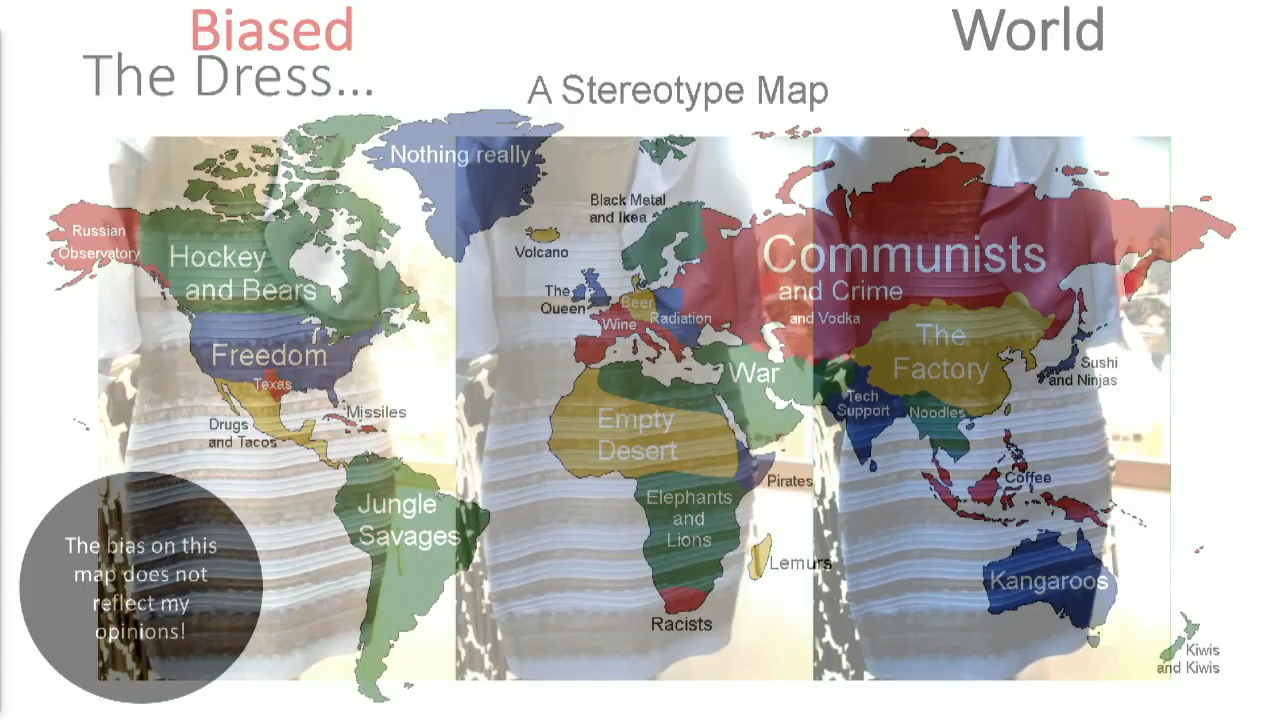 Biased
World
The Dress...
A Stereotype Map
Nothing really
Black Metal
and Ikea
Russian
Observatory
Hockey
and Bears
Volcano
Communists
and Crime
and Vodka
The
Queen
Beer
Wine
Radiation
The
Factory
Freedom
Texas
War
Sushi
and Ninjas
Missiles
Drugs
and Tacos
Tech
Support
Noodles
Empty
Desert
Pirates
Coffee
Jungle
Savages
Elephants
and
Lions
Lemurs
Kangaroos
Racists
Kiwis
and Kiwis
The bias on this
map does not
reflect my
opinions!